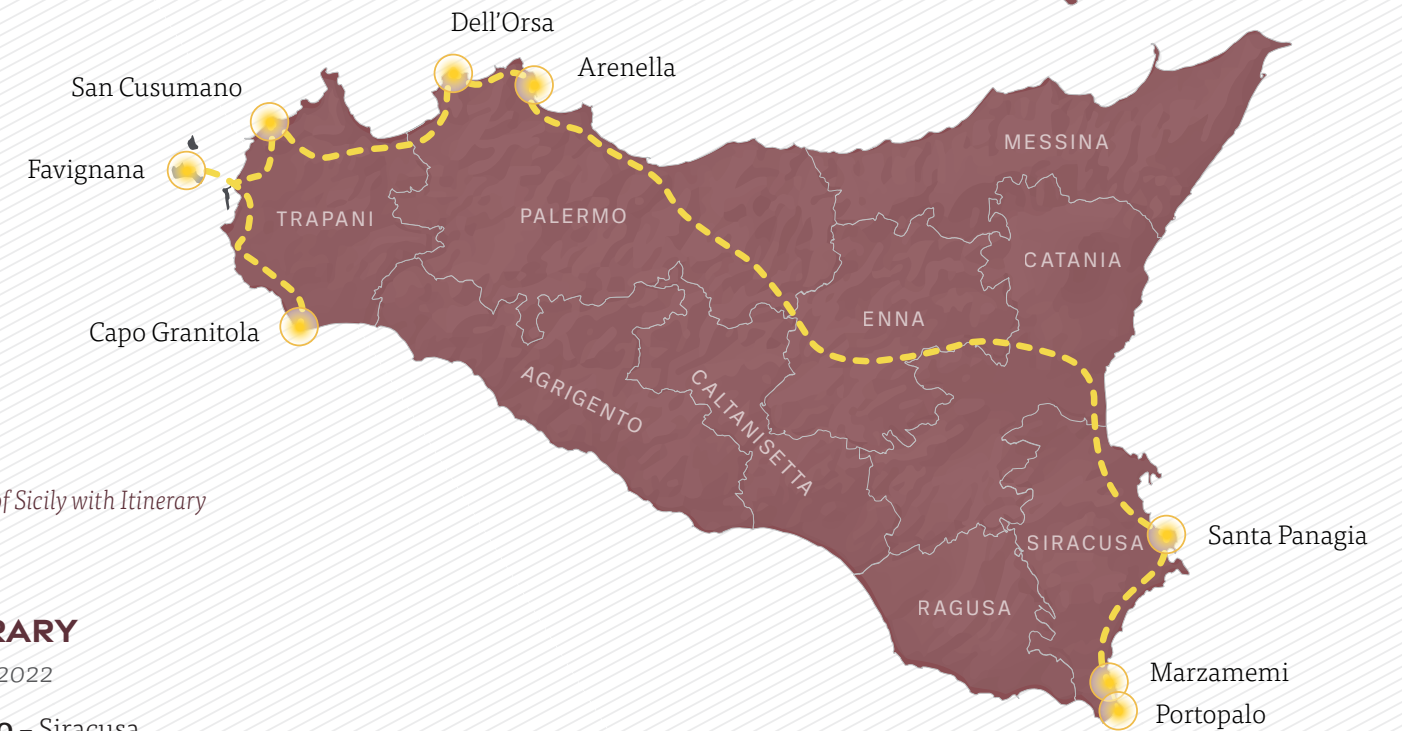 Dell'Orsa
Arenella
San Cusumano
MESSINA
Favignana
TRAPANI
PALERMO
CATANIA
ENNA
Capo Granitola
AGRIGENTO
CALTANISETTA
of Sicily with Itinerary
Santa Panagia
SIRACUSA
RAGUSA
RARY
2022
Marzamemi
Portopalo
o – Siracusa